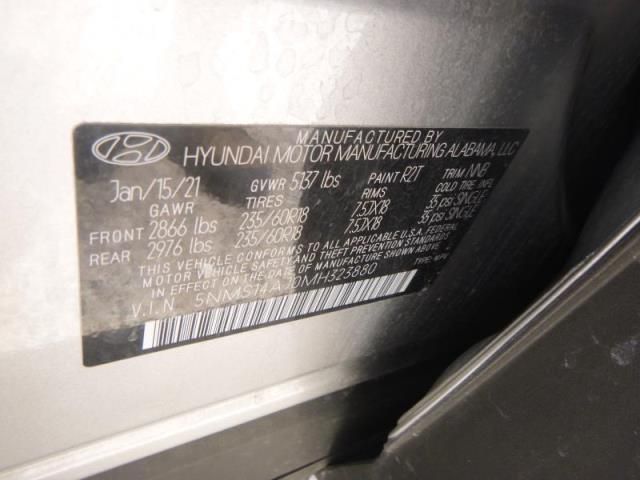 MANUFACTURED BY
HYUNDAI MOTOR MANUFACTURING ALABAMA, LLC
Jan/15/21 GVWR 5137 lbs PAINT R2T TRIM NNB
GAWR TIRES RIMS COLD TIRE INFL.
FRONT 2866 lbs 235/60R18 7.5JX18 35 psi SINGLE
REAR 2976 lbs 235/60R18 7.5JX18 35 psi SINGLE
THIS VEHICLE CONFORMS TO ALL APPLICABLE U.S.A. FEDERAL
MOTOR VEHICLE SAFETY AND THEFT PREVENTION STANDARDS
IN EFFECT ON THE DATE OF MANUFACTURE SHOWN ABOVE.
V.I.N. TYPE: MPV